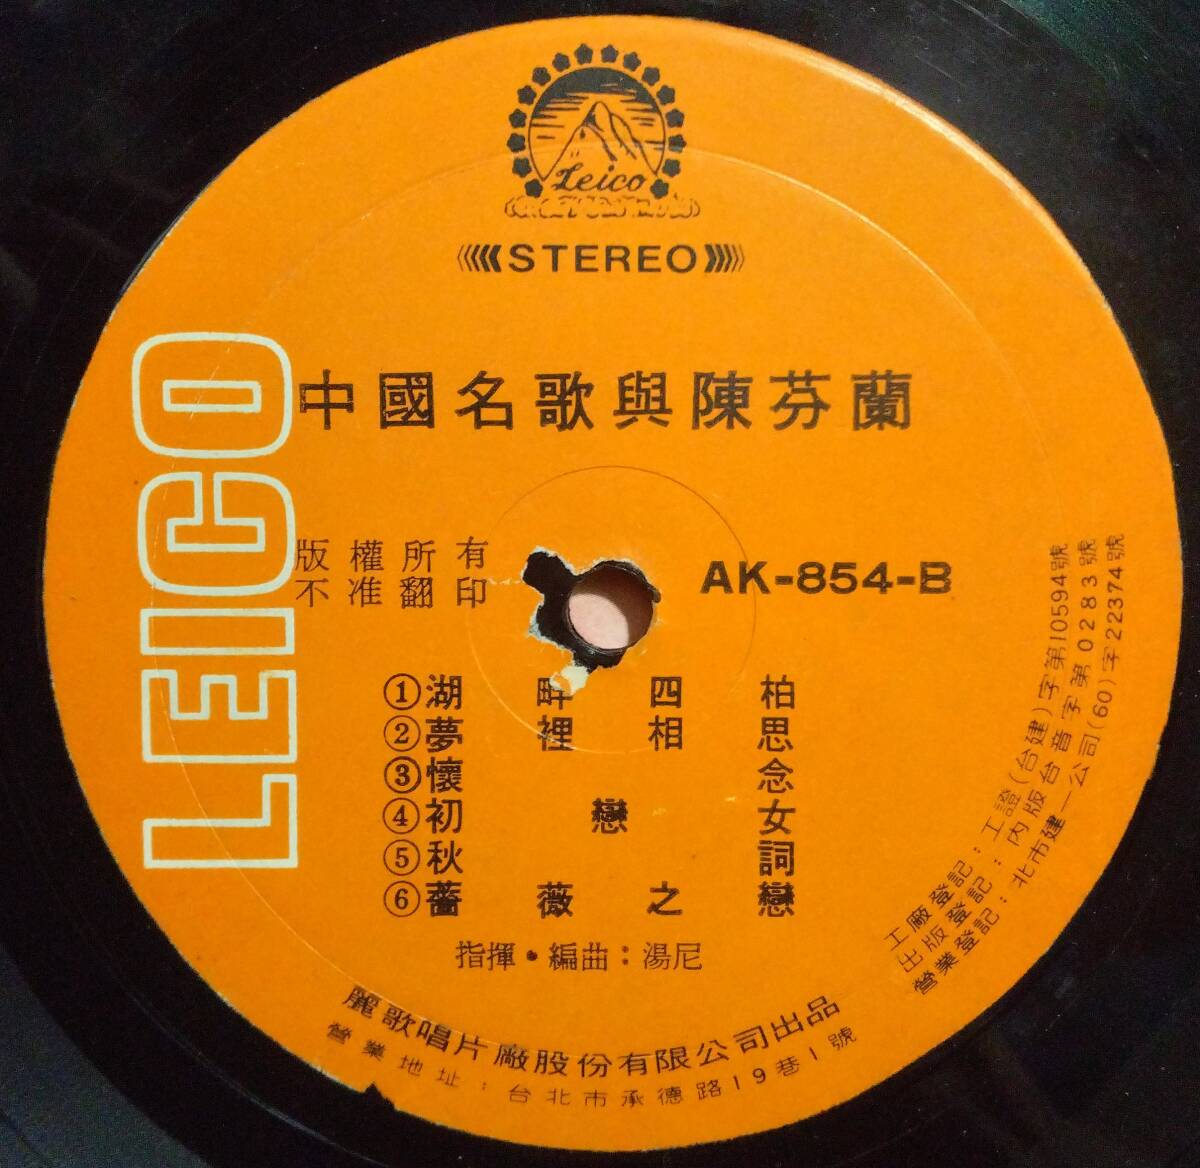 Leico
STEREO
LEICO
中國名歌與陳芬蘭
版權所有
不准翻印
AK-854-B
①湖畔四柏
②夢裡相思
③懷念
④初戀女
⑤秋詞
⑥薔薇之戀
指揮·編曲：湯尼
工廠登記：工證(台建)字第10594號
出版登記：內版台音字第0283號
營業登記：北市建一公司(60)字22374號
麗歌唱片廠股份有限公司出品
營業地址：台北市承德路19巷1號